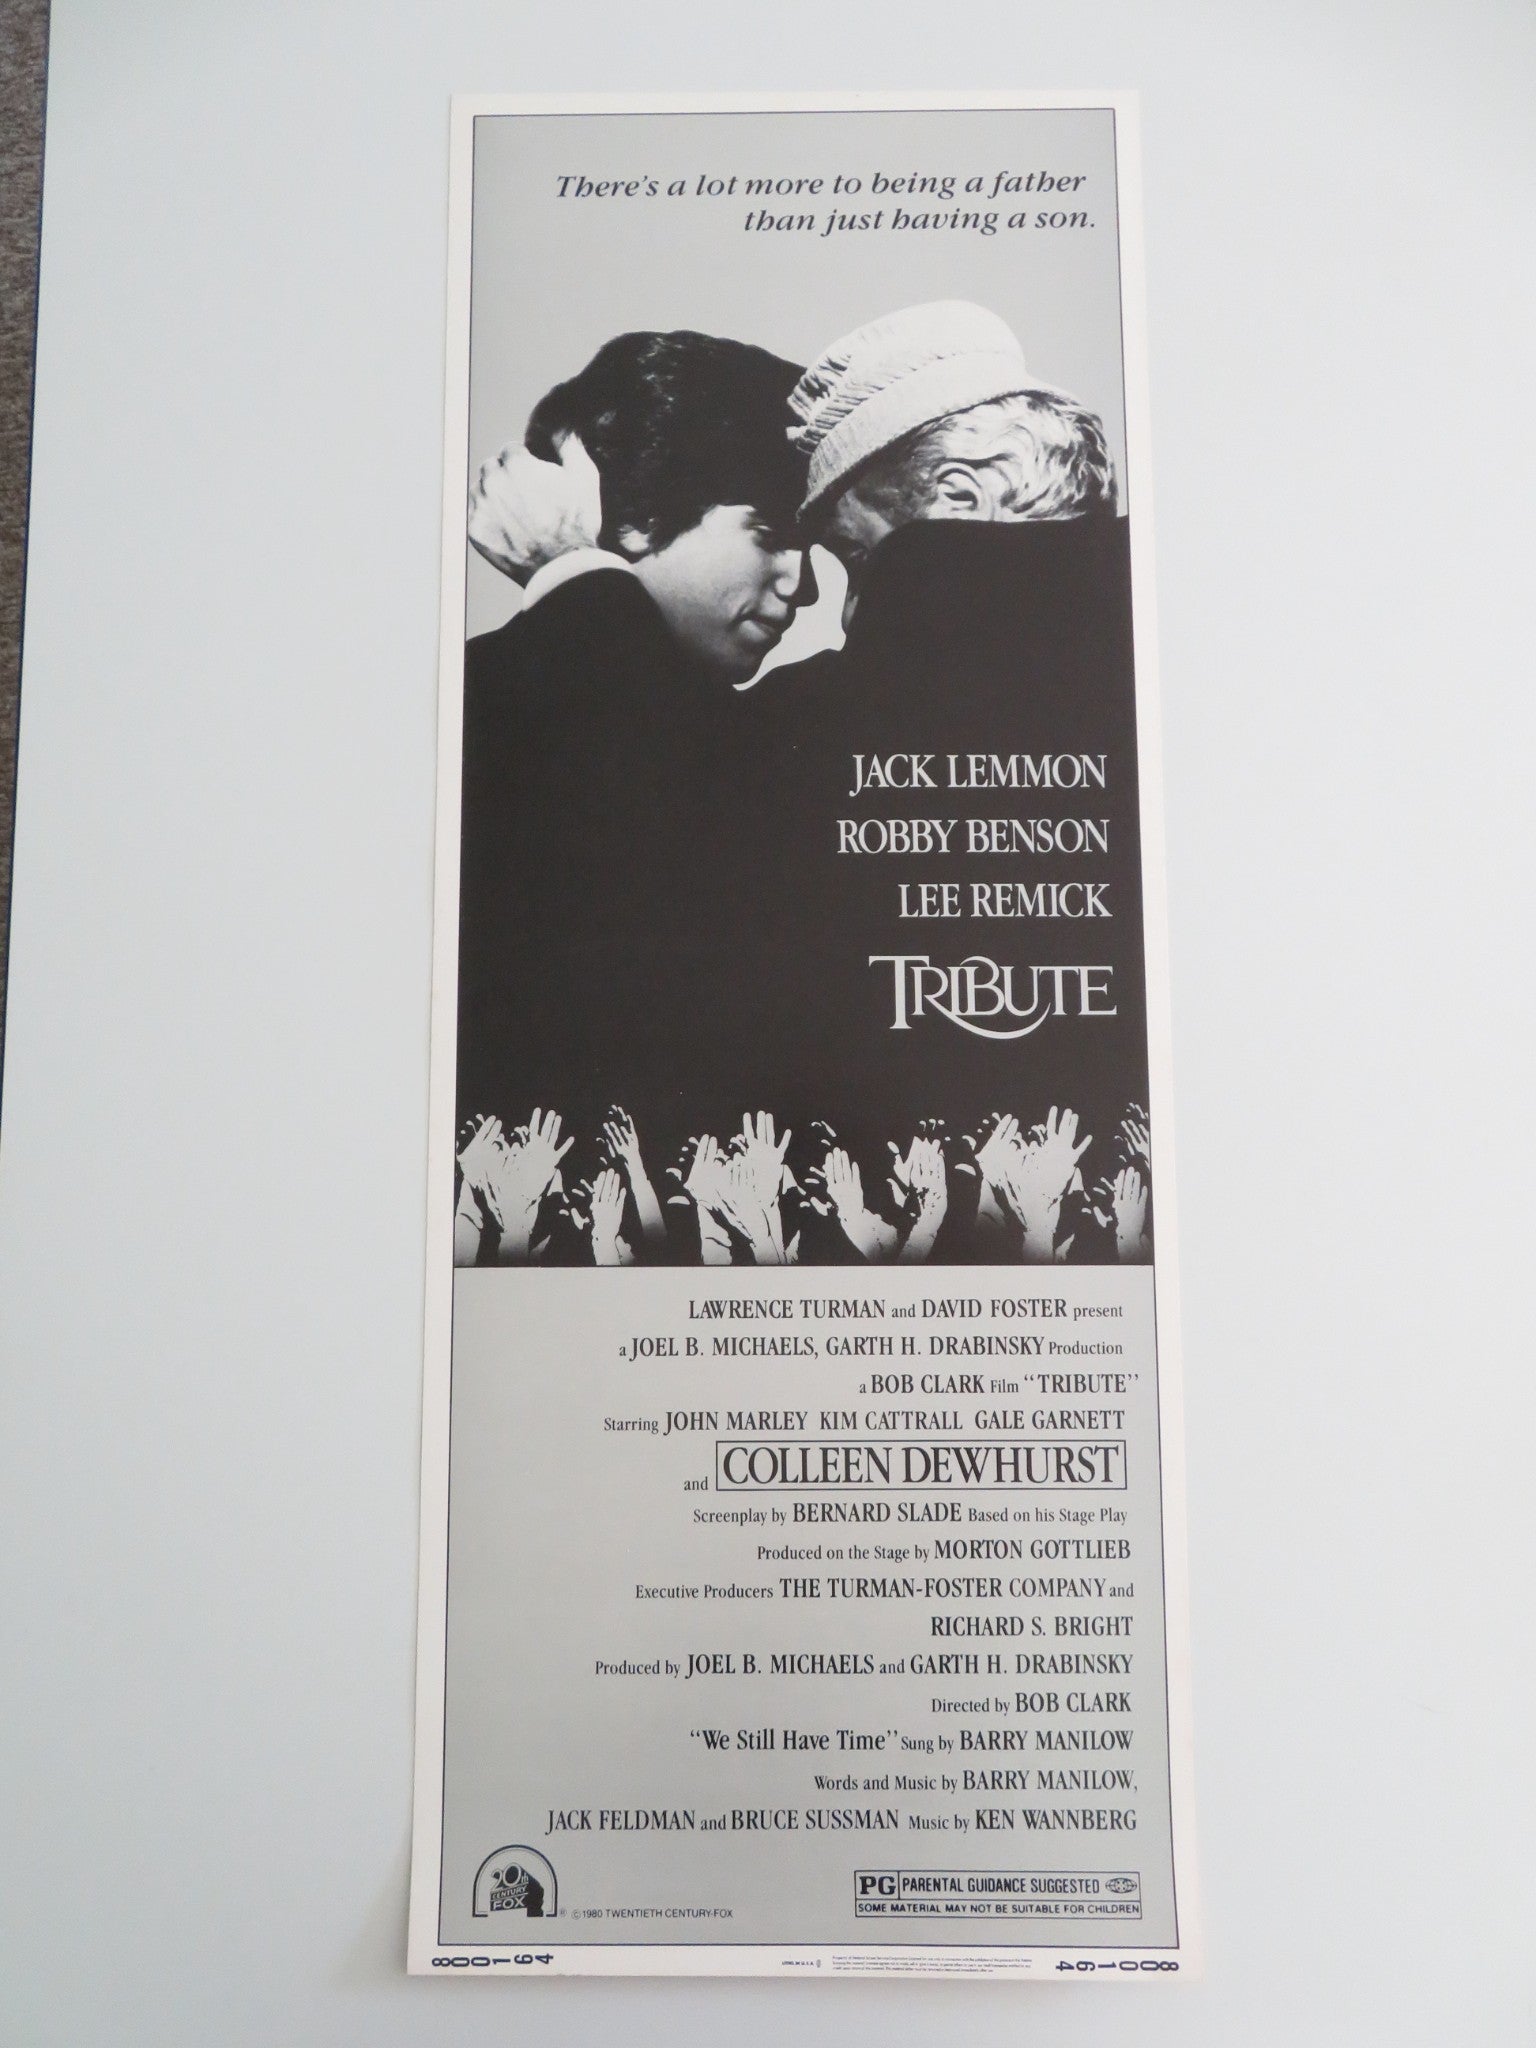 There's a lot more to being a father
than just having a son.
JACK LEMMON
ROBBY BENSON
LEE REMICK
TRIBUTE
LAWRENCE TURMAN and DAVID FOSTER present
a JOEL B. MICHAELS, GARTH H. DRABINSKY Production
a BOB CLARK Film "TRIBUTE"
Starring JOHN MARLEY KIM CATTRALL GALE GARNETT
and COLLEEN DEWHURST
Screenplay by BERNARD SLADE Based on his Stage Play
Produced on the Stage by MORTON GOTTLIEB
Executive Producers THE TURMAN-FOSTER COMPANY and
RICHARD S. BRIGHT
Produced by JOEL B. MICHAELS and GARTH H. DRABINSKY
Directed by BOB CLARK
"We Still Have Time" Sung by BARRY MANILOW
Words and Music by BARRY MANILOW,
JACK FELDMAN and BRUCE SUSSMAN Music by KEN WANNBERG
20th
CENTURY
FOX
® ©1980 TWENTIETH CENTURY-FOX
PG PARENTAL GUIDANCE SUGGESTED
SOME MATERIAL MAY NOT BE SUITABLE FOR CHILDREN
800164
800164